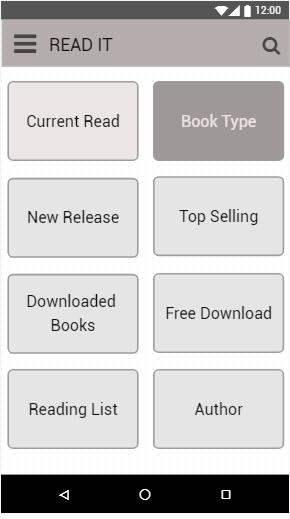 12:00
READ IT
Current Read
Book Type
New Release
Top Selling
Downloaded
Books
Free Download
Reading List
Author